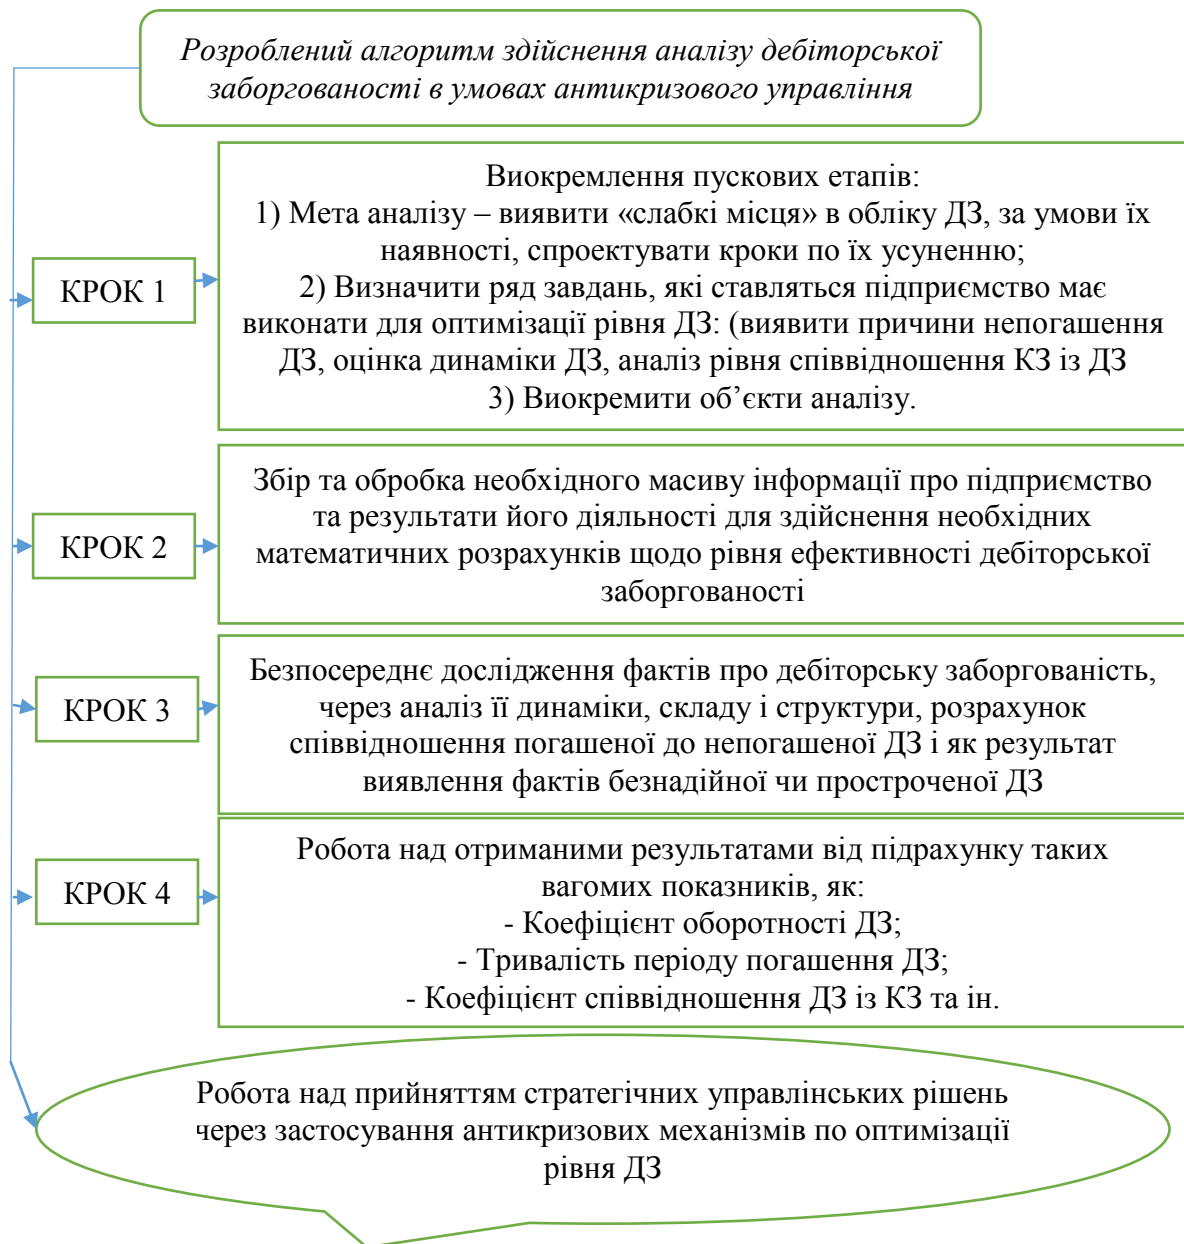 Розроблений алгоритм здійснення аналізу дебіторської
заборгованості в умовах антикризового управління
КРОК 1
Виокремлення пускових етапів:
1) Мета аналізу – виявити «слабкі місця» в обліку ДЗ, за умови їх
наявності, спроектувати кроки по їх усуненню;
2) Визначити ряд завдань, які ставляться підприємство має
виконати для оптимізації рівня ДЗ: (виявити причини непогашення
ДЗ, оцінка динаміки ДЗ, аналіз рівня співвідношення КЗ із ДЗ
3) Виокремити об’єкти аналізу.
КРОК 2
Збір та обробка необхідного масиву інформації про підприємство
та результати його діяльності для здійснення необхідних
математичних розрахунків щодо рівня ефективності дебіторської
заборгованості
КРОК 3
Безпосереднє дослідження фактів про дебіторську заборгованість,
через аналіз її динаміки, складу і структури, розрахунок
співвідношення погашеної до непогашеної ДЗ і як результат
виявлення фактів безнадійної чи простроченої ДЗ
КРОК 4
Робота над отриманими результатами від підрахунку таких
вагомих показників, як:
- Коефіцієнт оборотності ДЗ;
- Тривалість періоду погашення ДЗ;
- Коефіцієнт співвідношення ДЗ із КЗ та ін.
Робота над прийняттям стратегічних управлінських рішень
через застосування антикризових механізмів по оптимізації
рівня ДЗ